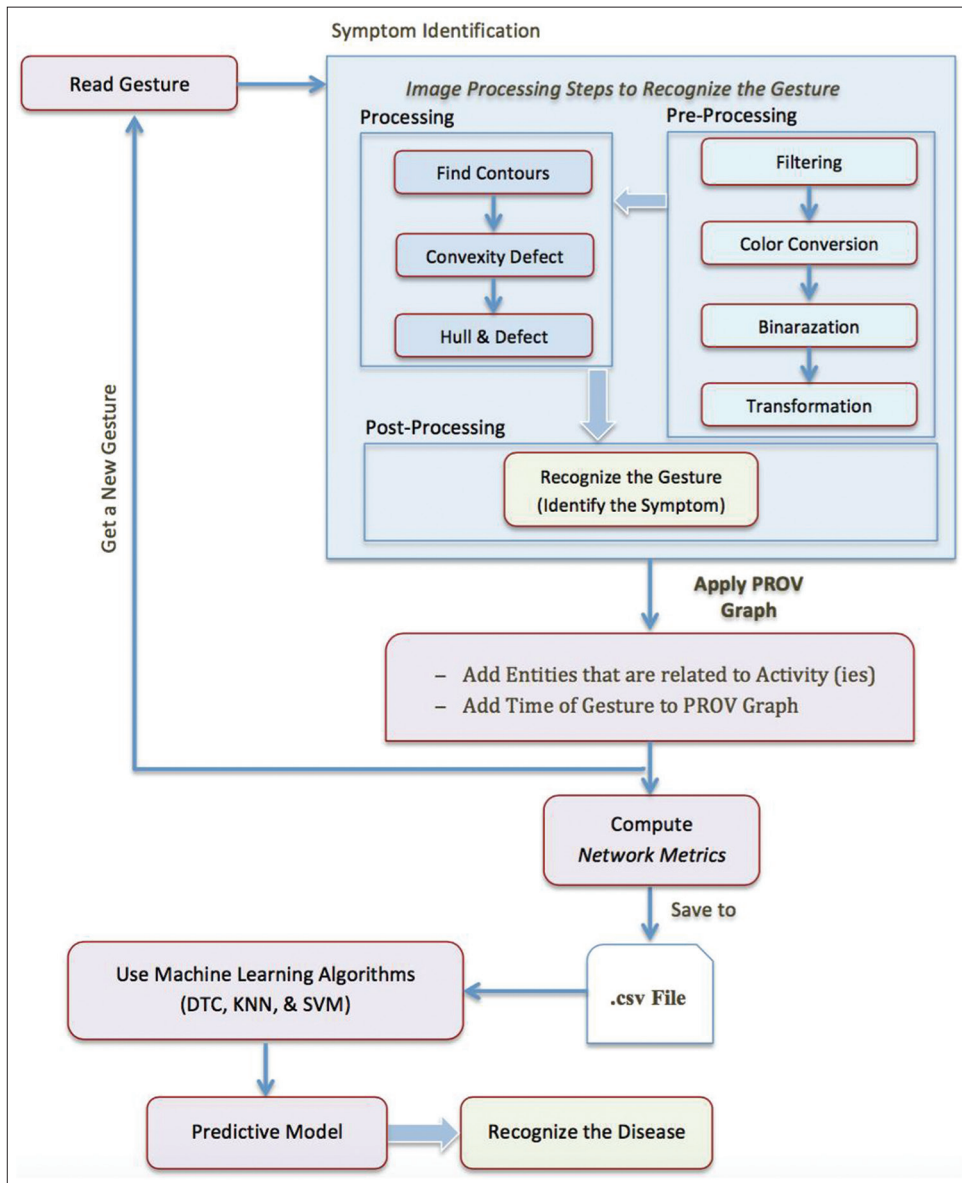 Symptom Identification
Read Gesture
Image Processing Steps to Recognize the Gesture
Processing
Pre-Processing
Find Contours
Convexity Defect
Hull & Defect
Filtering
Color Conversion
Binarazation
Transformation
Post-Processing
Recognize the Gesture
(Identify the Symptom)
Get a New Gesture
Apply PROV
Graph
– Add Entities that are related to Activity (ies)
– Add Time of Gesture to PROV Graph
Compute
Network Metrics
Save to
.csv File
Use Machine Learning Algorithms
(DTC, KNN, & SVM)
Predictive Model
Recognize the Disease